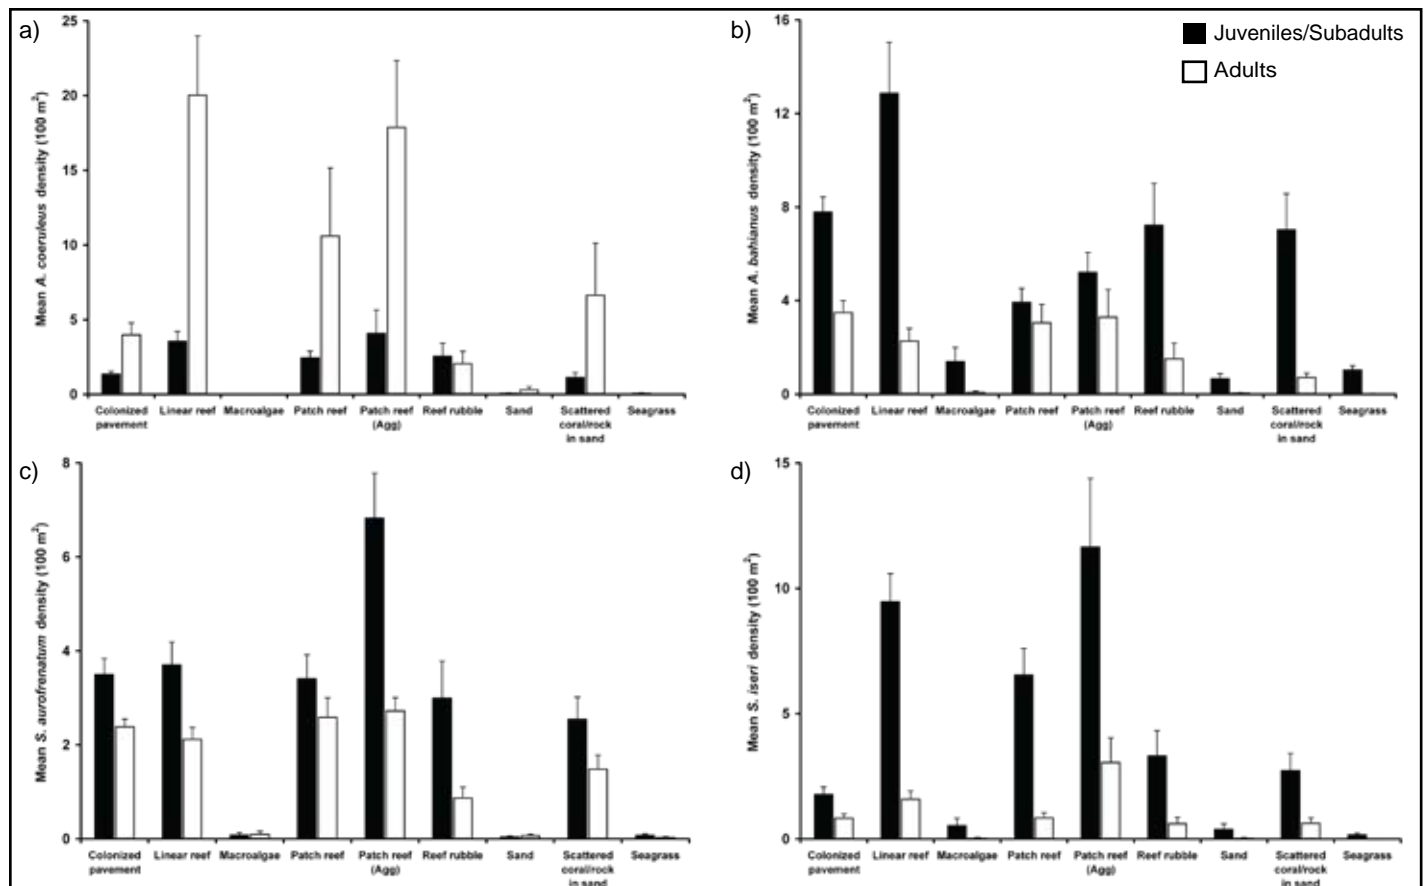 a)
Mean A. coeruleus density (100 m²)
25
20
15
10
5
0
Colonized Linear reef Macroalgae Patch reef Patch reef Reef rubble Sand Scattered Seagrass
pavement (Agg) coral/rock
in sand
b)
Juveniles/Subadults
Adults
Mean A. bahianus density (100 m²)
16
12
8
4
0
Colonized Linear reef Macroalgae Patch reef Patch reef Reef rubble Sand Scattered Seagrass
pavement (Agg) coral/rock
in sand
c)
Mean S. aurofrenatum density (100 m²)
8
6
4
2
0
Colonized Linear reef Macroalgae Patch reef Patch reef Reef rubble Sand Scattered Seagrass
pavement (Agg) coral/rock
in sand
d)
Mean S. iseri density (100 m²)
15
10
5
0
Colonized Linear reef Macroalgae Patch reef Patch reef Reef rubble Sand Scattered Seagrass
pavement (Agg) coral/rock
in sand